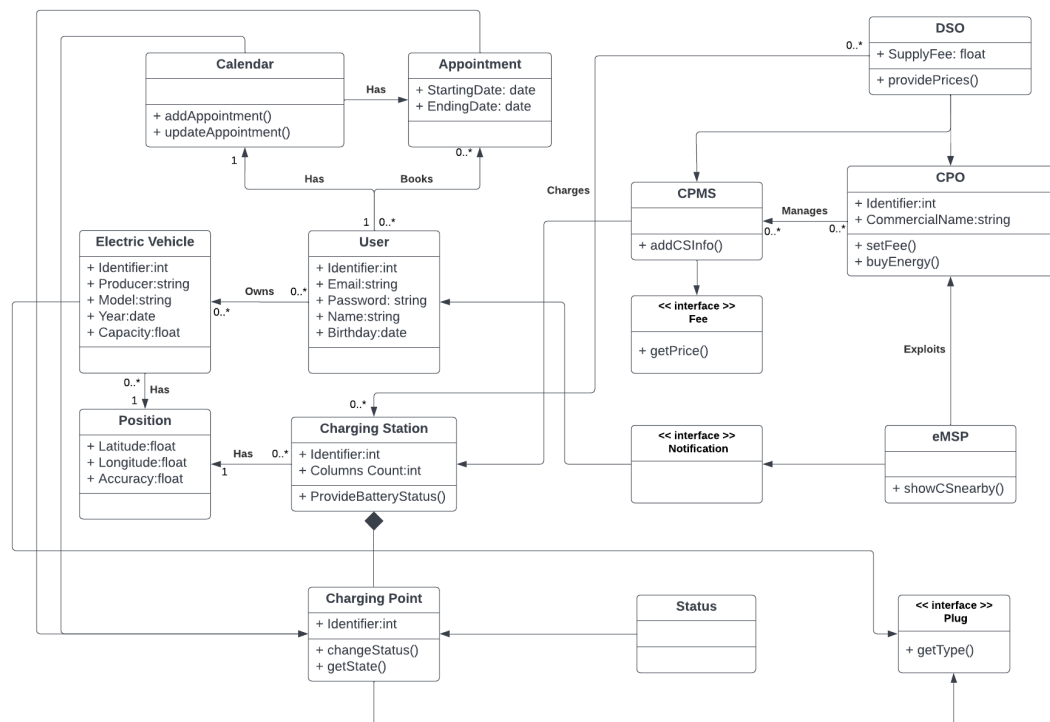 DSO
+ SupplyFee: float
+ providePrices()
0..*
Calendar
+ addAppointment()
+ updateAppointment()
Has
Appointment
+ StartingDate: date
+ EndingDate: date
1
0..*
Has
Books
Charges
1
0..*
CPMS
+ addCSInfo()
Manages
0..*
0..*
CPO
+ Identifier:int
+ CommercialName:string
+ setFee()
+ buyEnergy()
Electric Vehicle
+ Identifier:int
+ Producer:string
+ Model:string
+ Year:date
+ Capacity:float
Owns
0..*
0..*
User
+ Identifier:int
+ Email:string
+ Password: string
+ Name:string
+ Birthday:date
<< interface >>
Fee
+ getPrice()
Exploits
0..*
Has
1
0..*
Position
+ Latitude:float
+ Longitude:float
+ Accuracy:float
Has
0..*
1
Charging Station
+ Identifier:int
+ Columns Count:int
+ ProvideBatteryStatus()
<< interface >>
Notification
eMSP
+ showCSnearby()
Charging Point
+ Identifier:int
+ changeStatus()
+ getState()
Status
<< interface >>
Plug
+ getType()